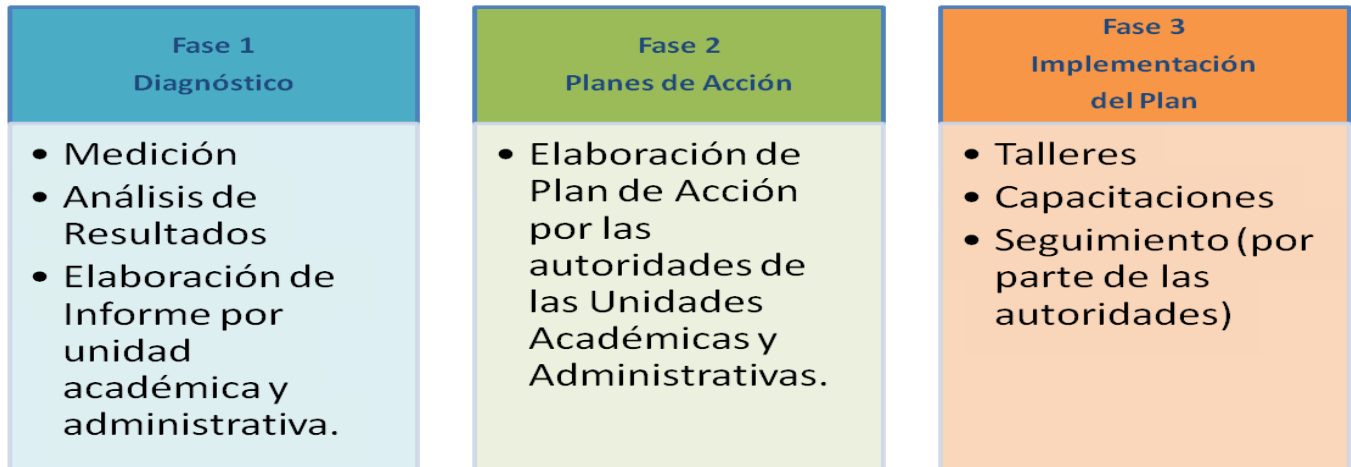 Fase 1
Diagnóstico
• Medición
• Análisis de
Resultados
• Elaboración de
Informe por
unidad
académica y
administrativa.
Fase 2
Planes de Acción
• Elaboración de
Plan de Acción
por las
autoridades de
las Unidades
Académicas y
Administrativas.
Fase 3
Implementación
del Plan
• Talleres
• Capacitaciones
• Seguimiento (por
parte de las
autoridades)